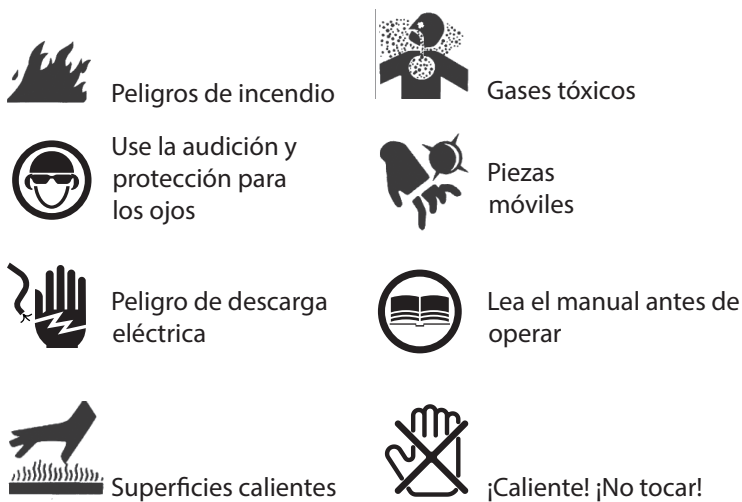 Peligros de incendio
Gases tóxicos
Use la audición y
protección para
los ojos
Piezas
móviles
Peligro de descarga
eléctrica
Lea el manual antes de
operar
Superficies calientes
¡Caliente! ¡No tocar!